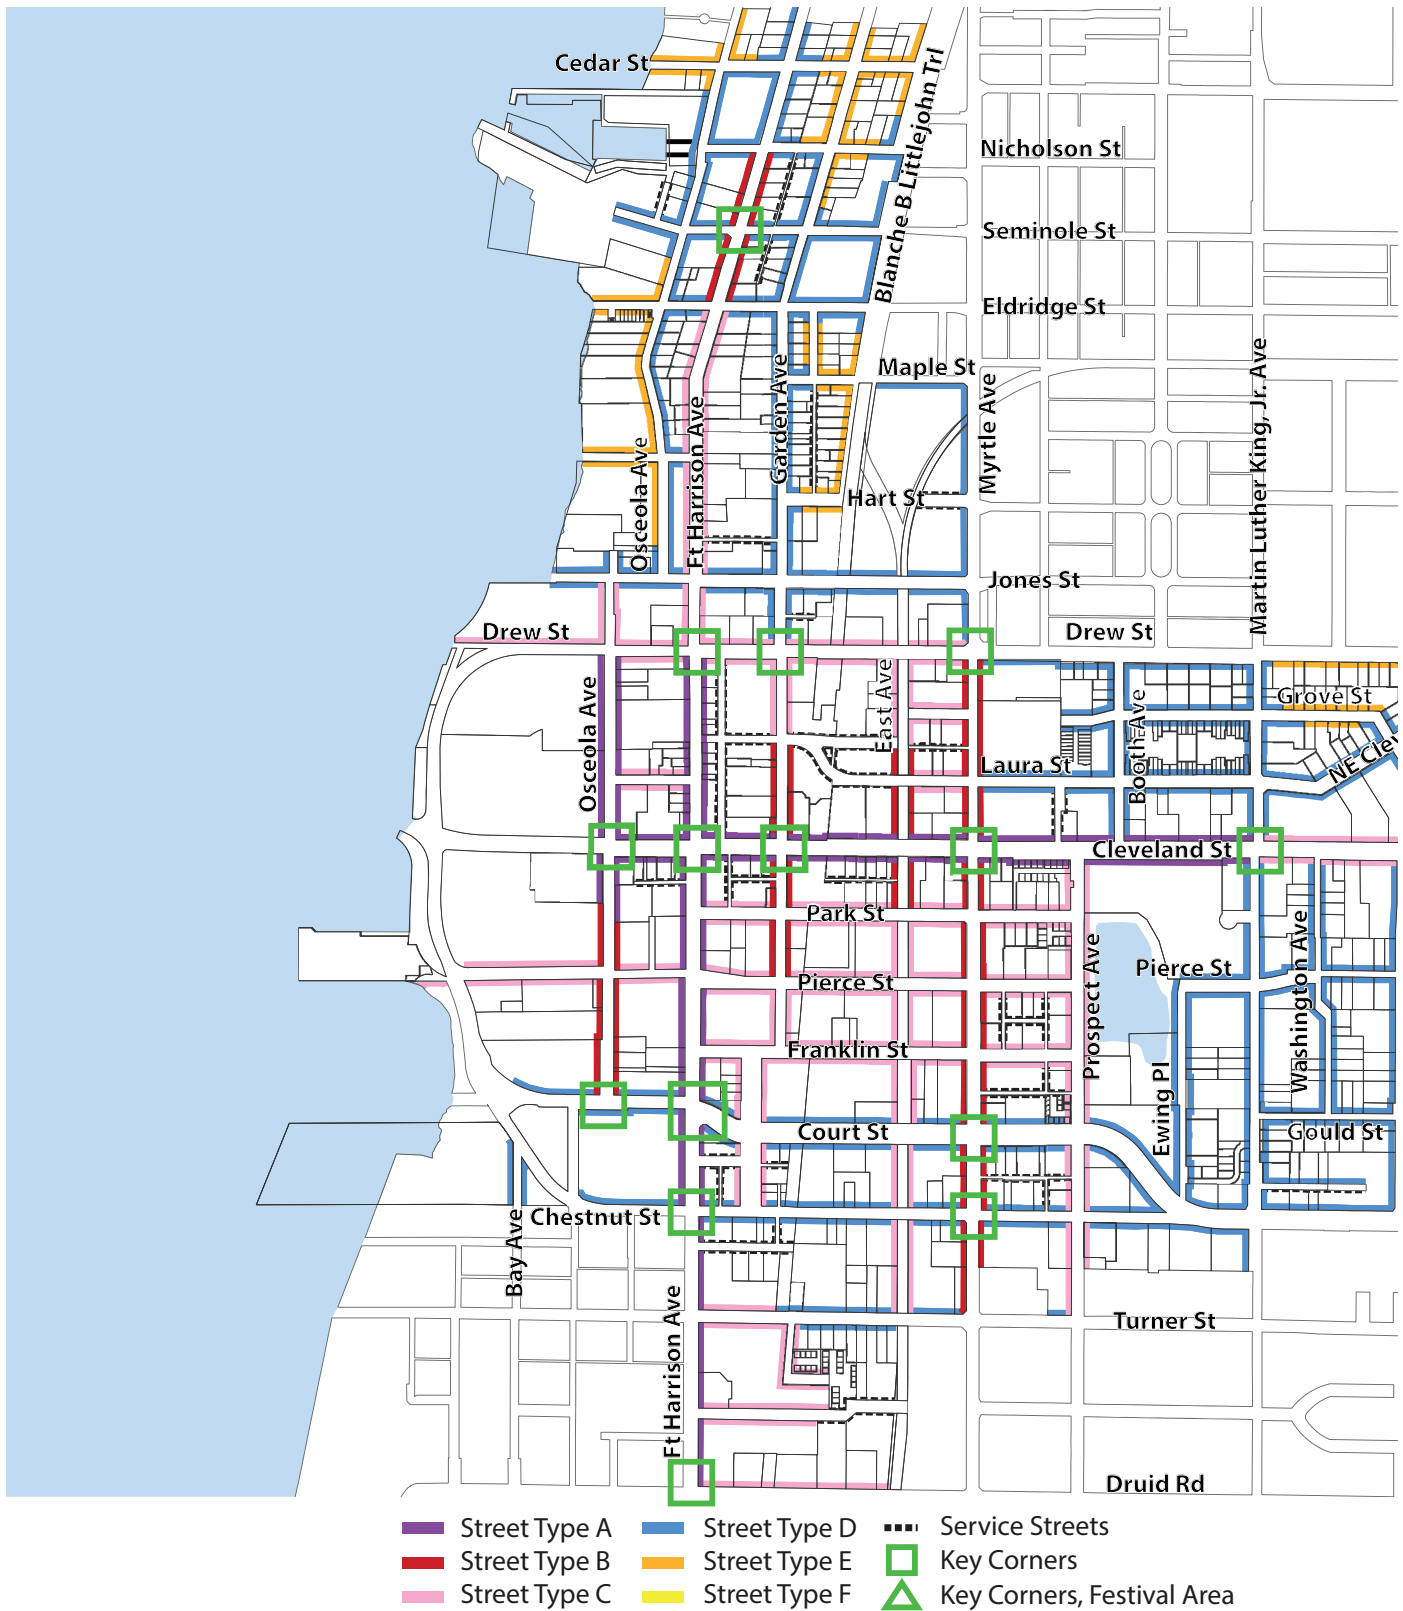 Cedar St
Blanche B Littlejohn Trl
Nicholson St
Seminole St
Eldridge St
Maple St
Myrtle Ave
Martin Luther King, Jr. Ave
Garden Ave
Ft Harrison Ave
Osceola Ave
Hart St
Jones St
Drew St
Drew St
Osceola Ave
East Ave
Grove St
Booth Ave
NE Clev
Laura St
Cleveland St
Park St
Prospect Ave
Pierce St
Pierce St
Washington Ave
Franklin St
Ewing Pl
Court St
Gould St
Bay Ave
Chestnut St
Ft Harrison Ave
Turner St
Druid Rd
Street Type A
Street Type D
Service Streets
Street Type B
Street Type E
Key Corners
Street Type C
Street Type F
Key Corners, Festival Area